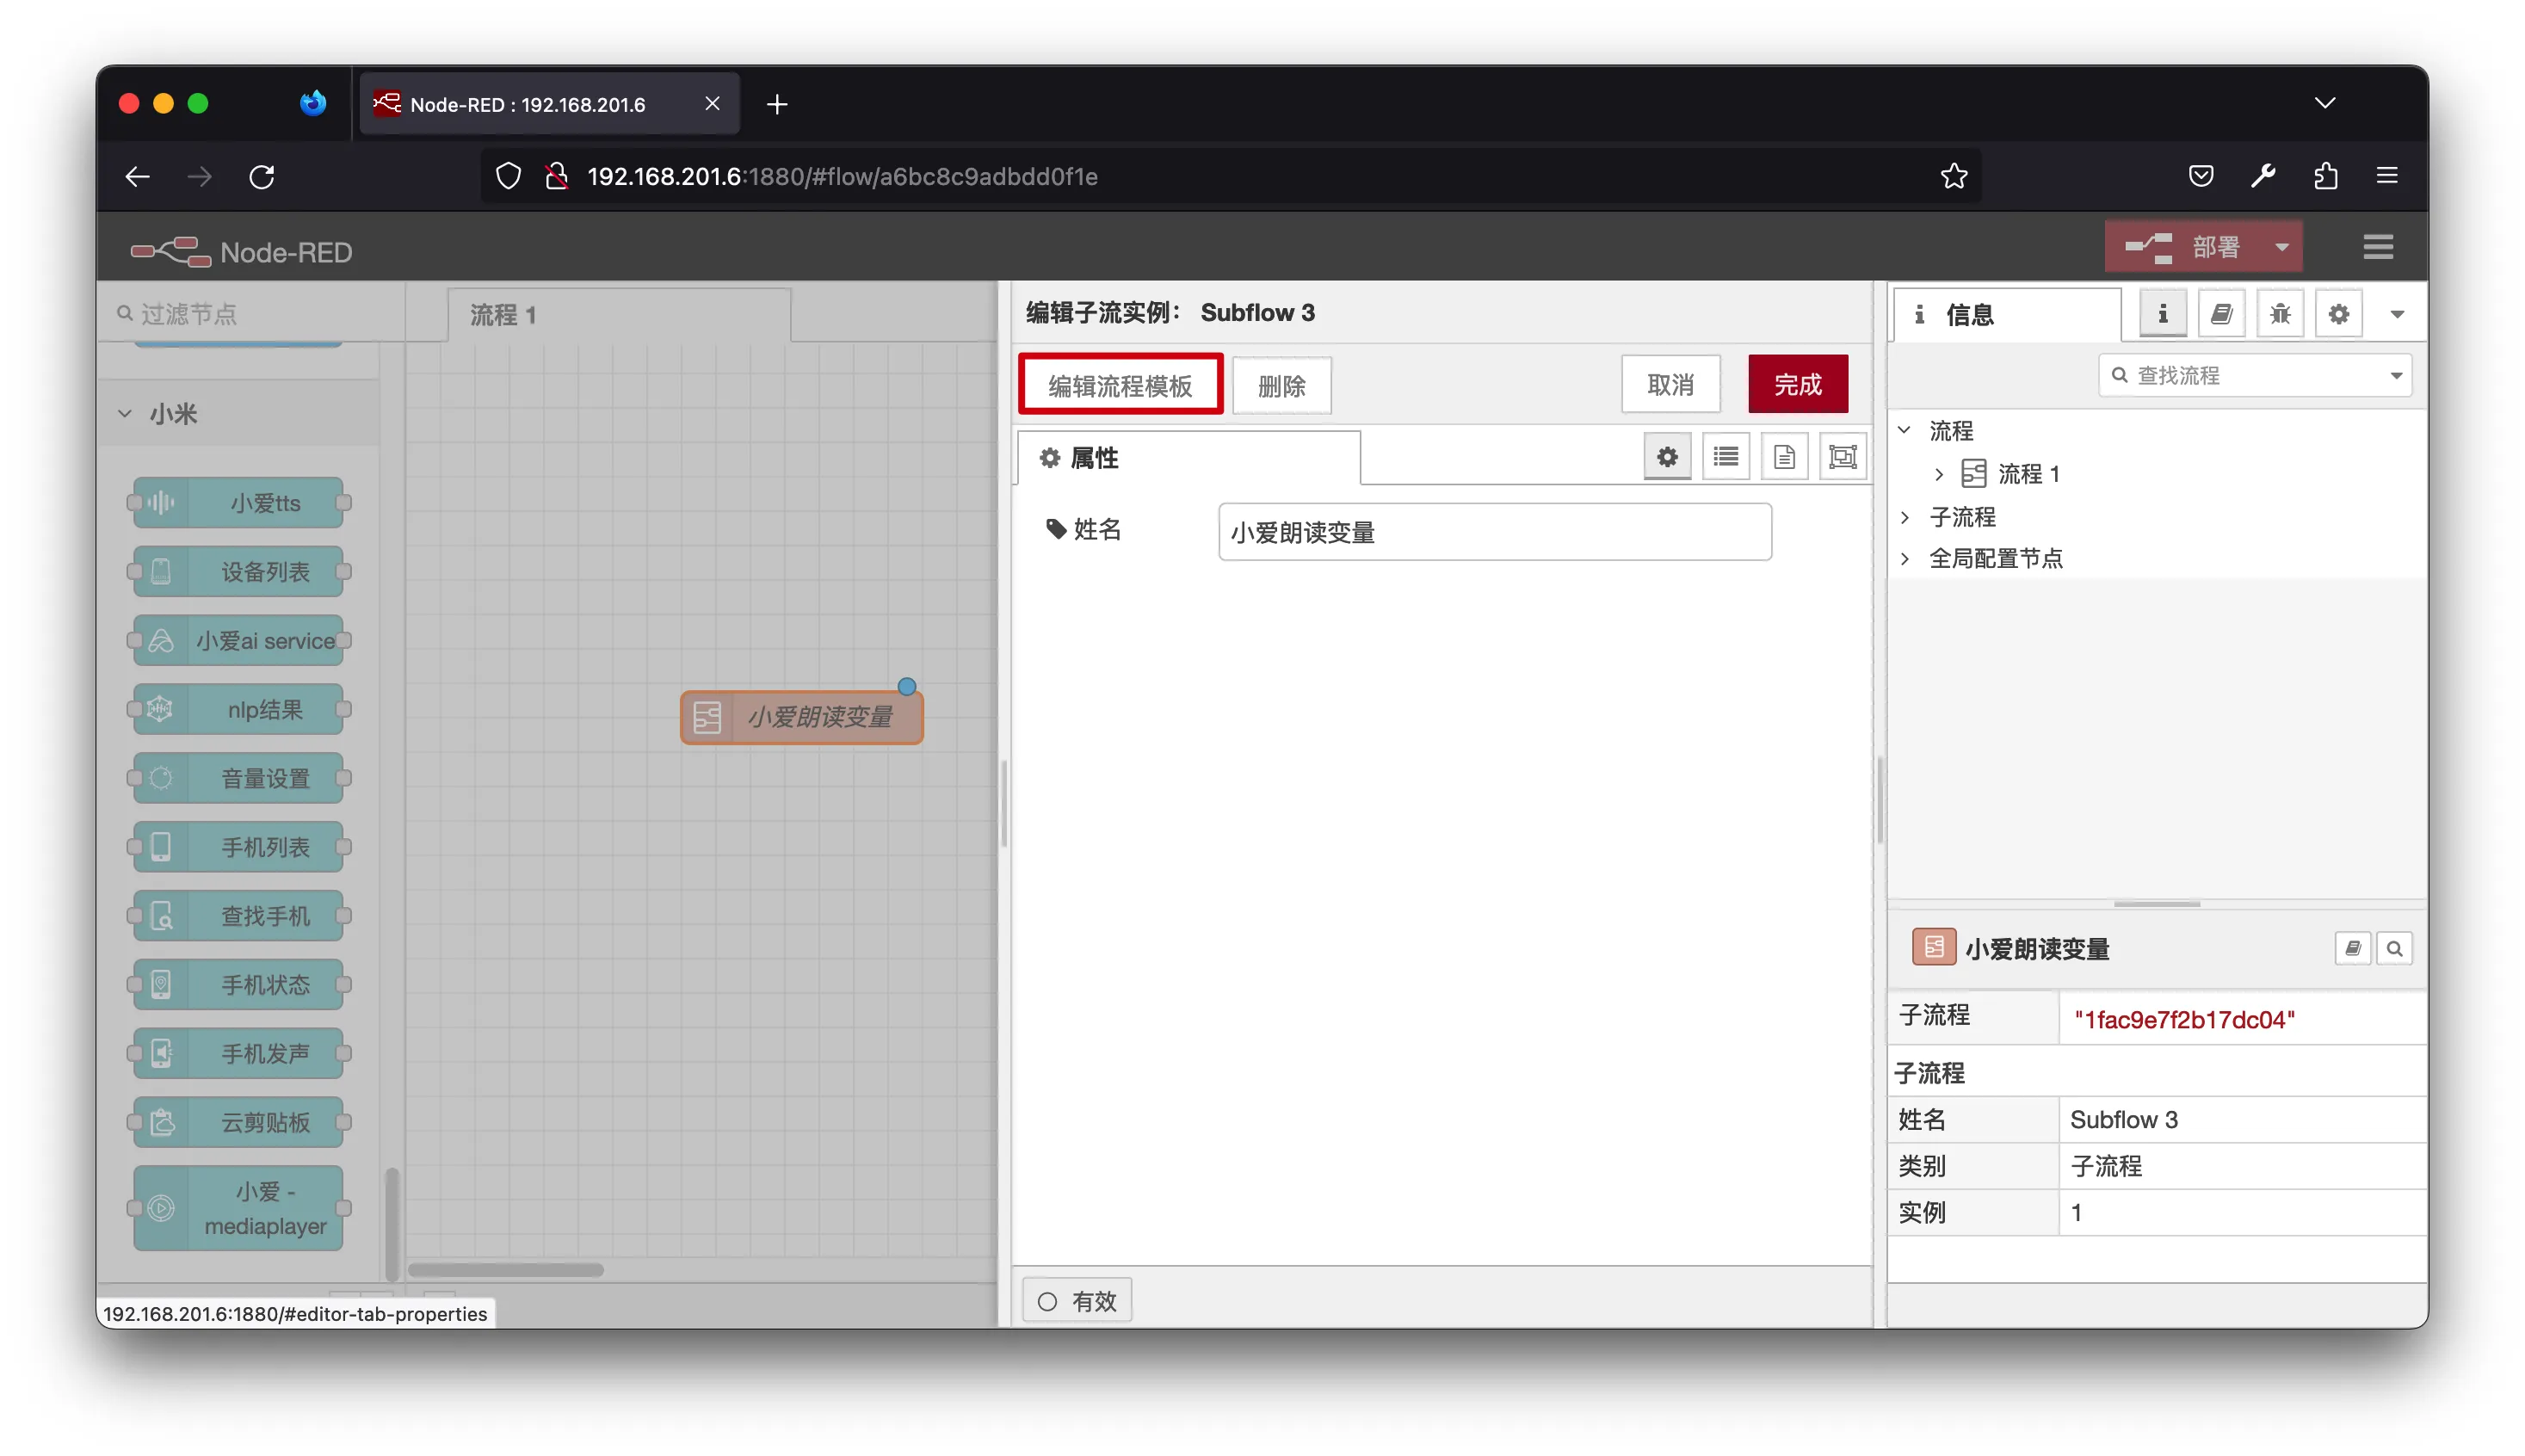 Node-RED : 192.168.201.6
192.168.201.6:1880/#flow/a6bc8c9adbdd0f1e
Node-RED
部署
过滤节点
小米
小爱tts
设备列表
小爱ai service
nlp结果
音量设置
手机列表
查找手机
手机状态
手机发声
云剪贴板
小爱 -
mediaplayer
192.168.201.6:1880/#editor-tab-properties
流程 1
小爱朗读变量
编辑子流实例： Subflow 3
编辑流程模板
删除
取消
完成
属性
姓名
小爱朗读变量
有效
信息
查找流程
流程
流程 1
子流程
全局配置节点
小爱朗读变量
子流程 "1fac9e7f2b17dc04"
子流程
姓名 Subflow 3
类别 子流程
实例 1